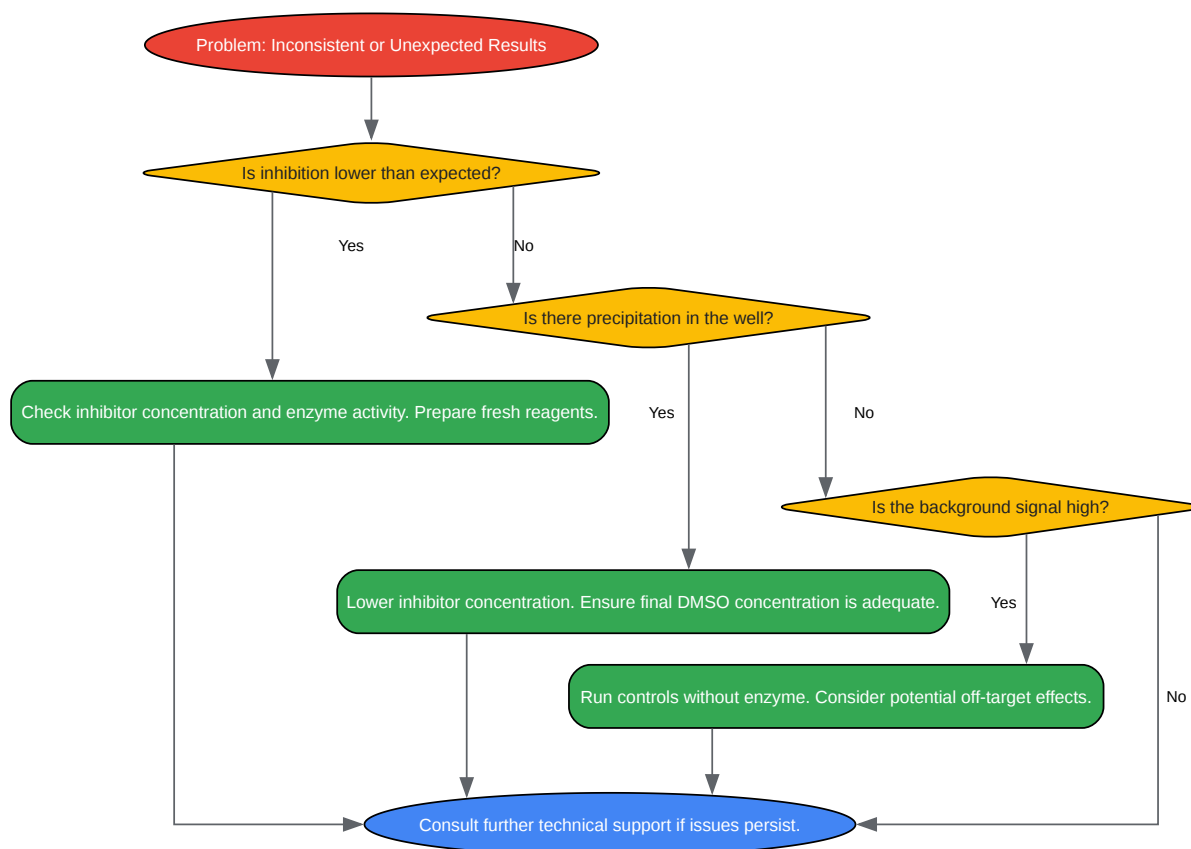 Problem: Inconsistent or Unexpected Results
Is inhibition lower than expected?
Yes
No
Is there precipitation in the well?
Check inhibitor concentration and enzyme activity. Prepare fresh reagents.
Yes
No
Is the background signal high?
Lower inhibitor concentration. Ensure final DMSO concentration is adequate.
Yes
Run controls without enzyme. Consider potential off-target effects.
No
Consult further technical support if issues persist.